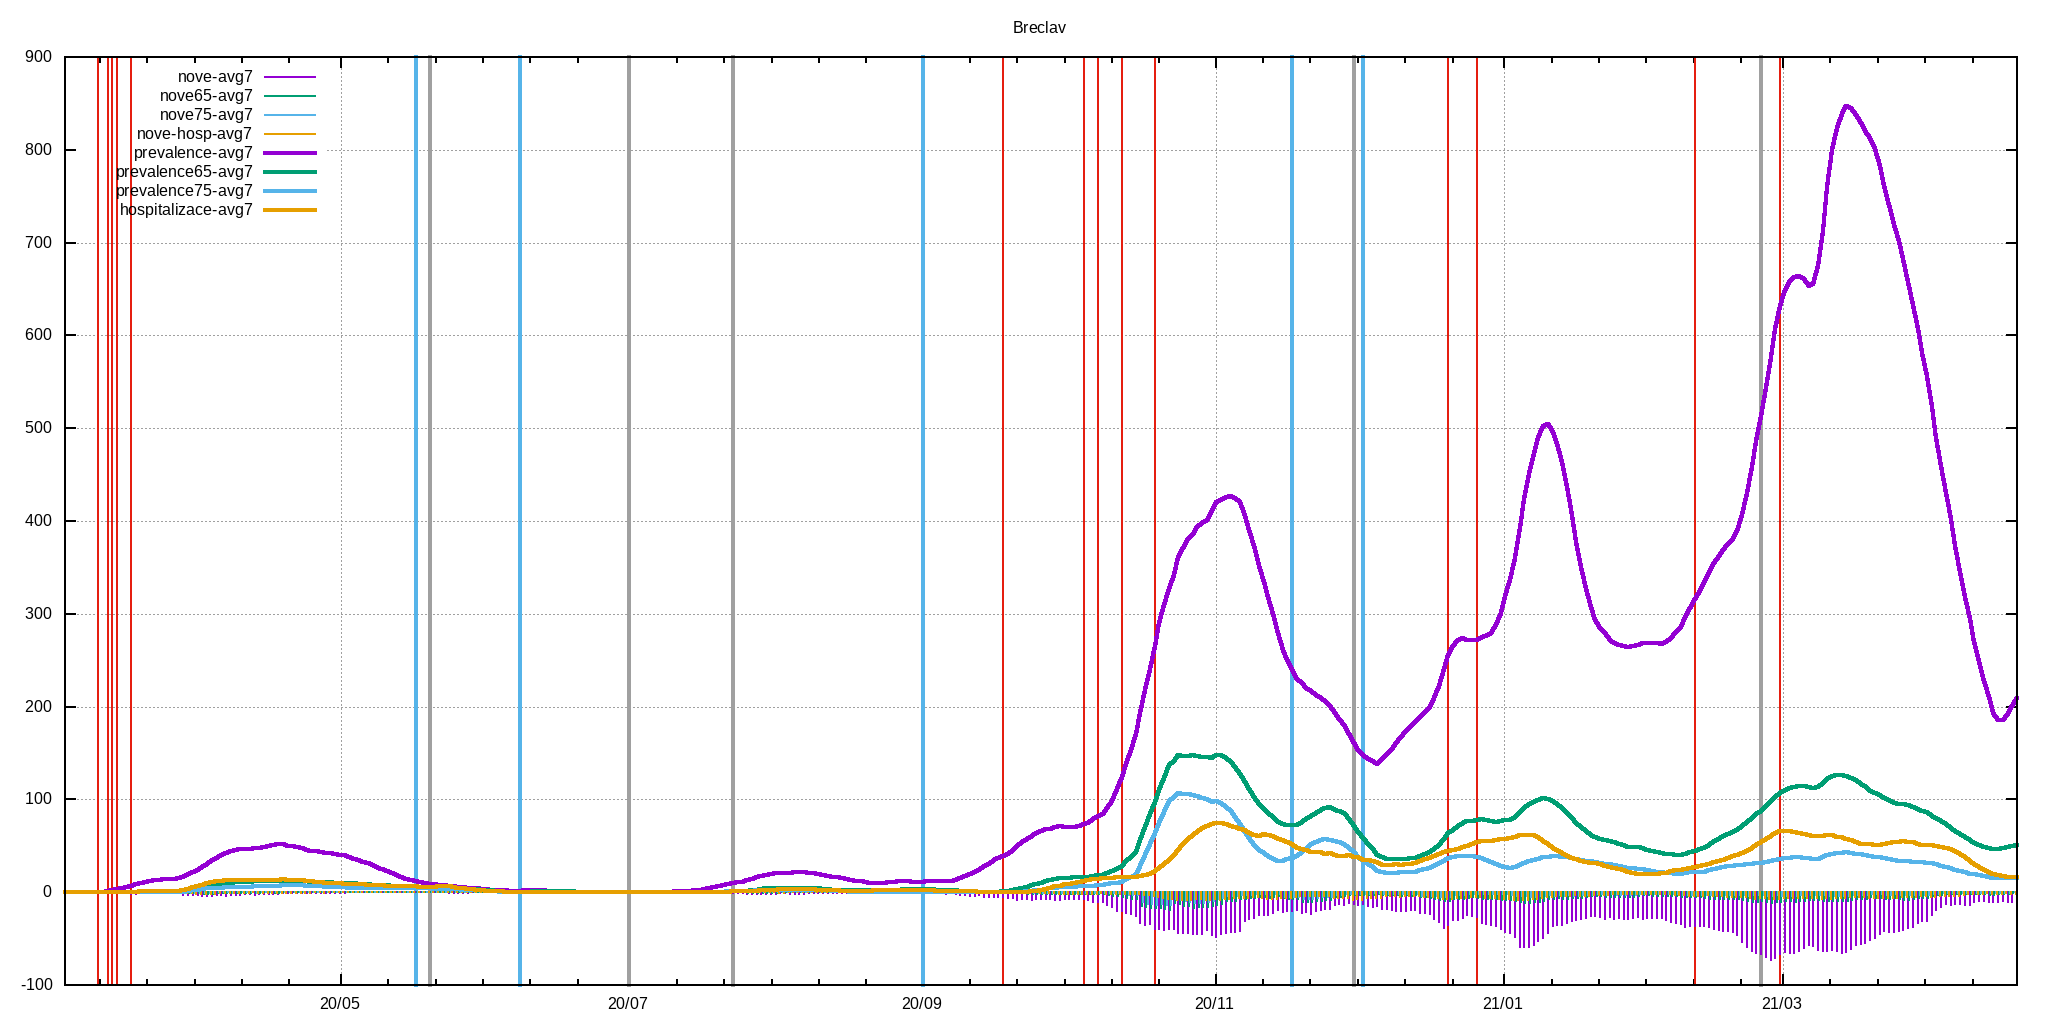 Breclav
900
800
700
600
500
400
300
200
100
0
-100
nove-avg7
nove65-avg7
nove75-avg7
nove-hosp-avg7
prevalence-avg7
prevalence65-avg7
prevalence75-avg7
hospitalizace-avg7
20/05 20/07 20/09 20/11 21/01 21/03